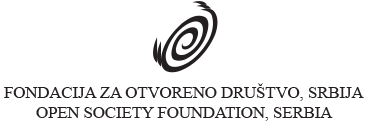 FONDACIJA ZA OTVORENO DRUŠTVO, SRBIJA
OPEN SOCIETY FOUNDATION, SERBIA